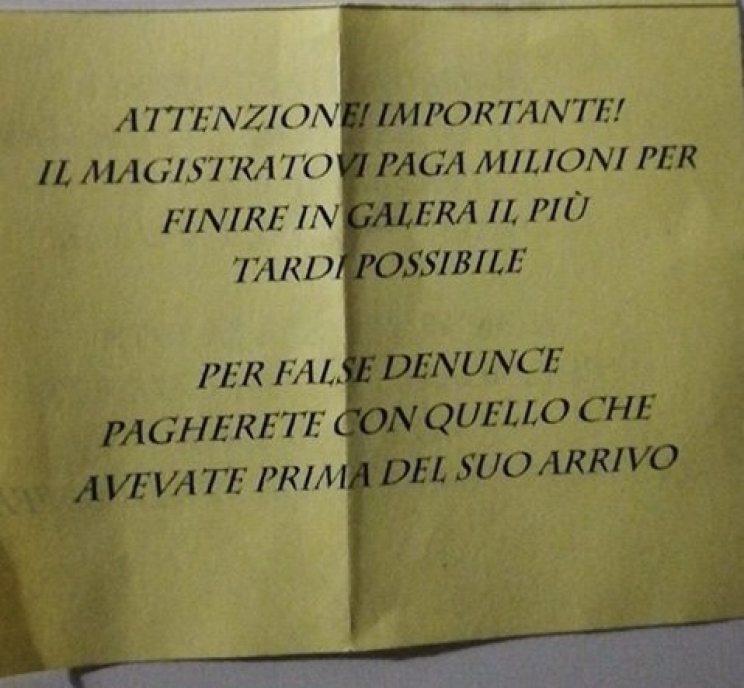 ATTENZIONE! IMPORTANTE!
IL MAGISTRATO VI PAGA MILIONI PER
FINIRE IN GALERA IL PIÙ
TARDI POSSIBILE
PER FALSE DENUNCE
PAGHERETE CON QUELLO CHE
AVEVATE PRIMA DEL SUO ARRIVO